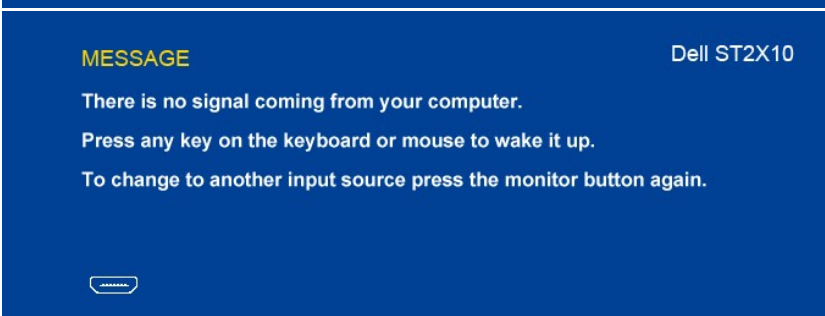 MESSAGE
Dell ST2X10
There is no signal coming from your computer.
Press any key on the keyboard or mouse to wake it up.
To change to another input source press the monitor button again.